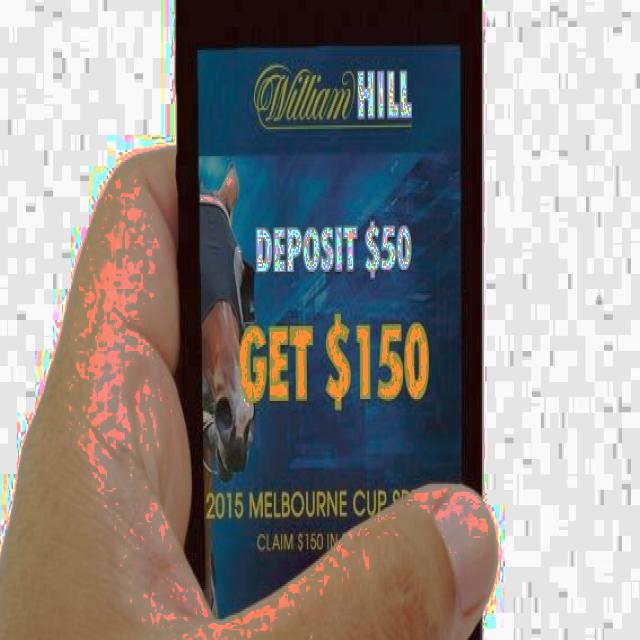 William HILL
DEPOSIT $50
GET $150
2015 MELBOURNE CUP
CLAIM $150 IN